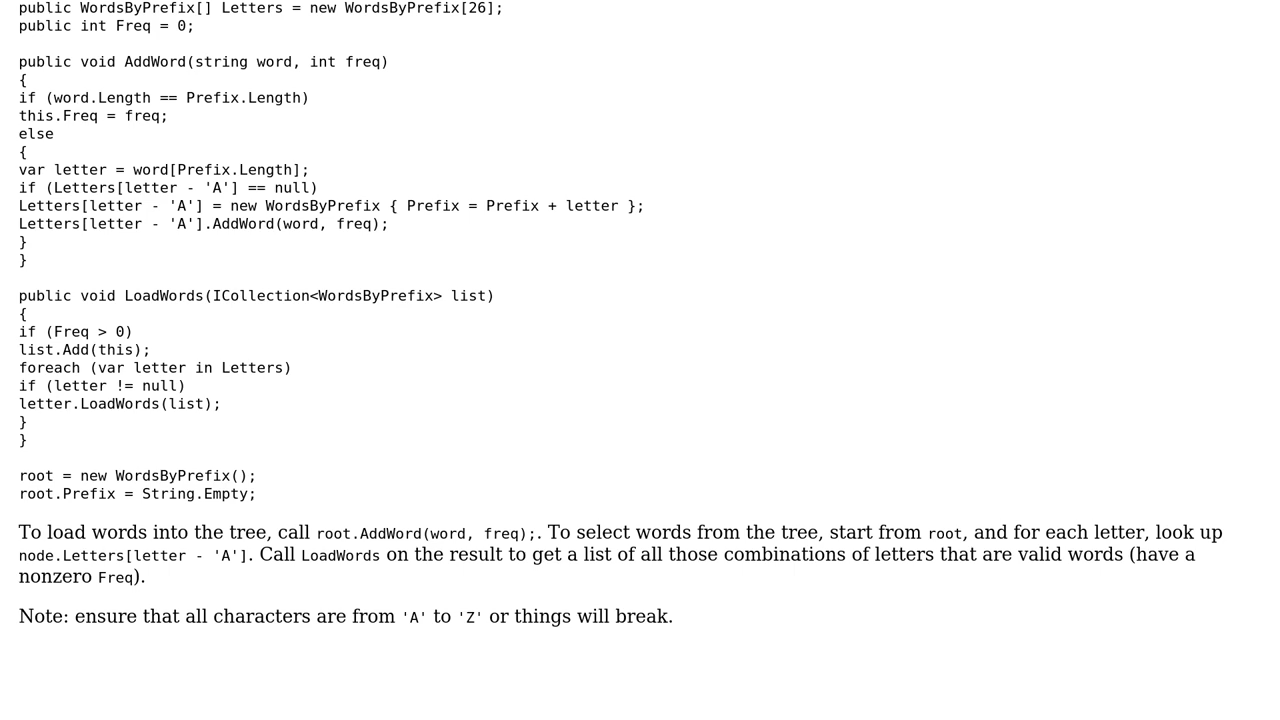 public WordsByPrefix[] Letters = new WordsByPrefix[26];
public int Freq = 0;
public void AddWord(string word, int freq)
{
if (word.Length == Prefix.Length)
this.Freq = freq;
else
{
var letter = word[Prefix.Length];
if (Letters[letter - 'A'] == null)
Letters[letter - 'A'] = new WordsByPrefix { Prefix = Prefix + letter };
Letters[letter - 'A'].AddWord(word, freq);
}
}
public void LoadWords(ICollection<WordsByPrefix> list)
{
if (Freq > 0)
list.Add(this);
foreach (var letter in Letters)
if (letter != null)
letter.LoadWords(list);
}
}
root = new WordsByPrefix();
root.Prefix = String.Empty;
To load words into the tree, call root.AddWord(word, freq);. To select words from the tree, start from root, and for each letter, look up
node.Letters[letter - 'A']. Call LoadWords on the result to get a list of all those combinations of letters that are valid words (have a
nonzero Freq).
Note: ensure that all characters are from 'A' to 'Z' or things will break.